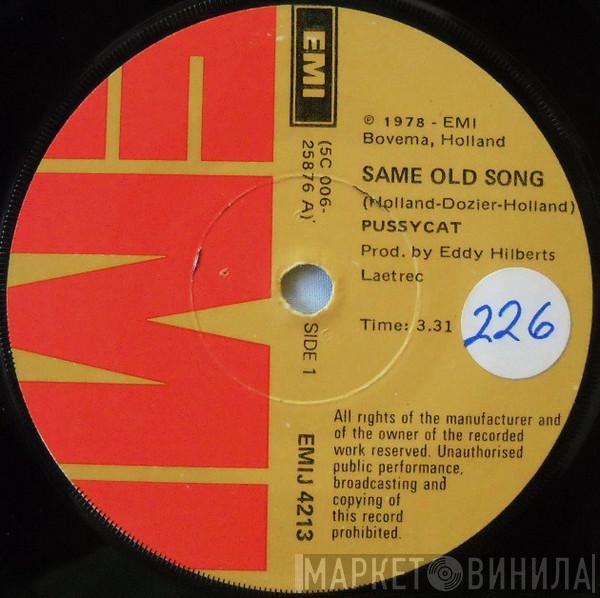 EMI
EMI
℗ 1978 - EMI
Bovema, Holland
(5C 006-
25876 A)
SAME OLD SONG
(Holland-Dozier-Holland)
PUSSYCAT
Prod. by Eddy Hilberts
Laetrec
Time: 3.31
226
SIDE 1
EMIJ 4213
All rights of the manufacturer and
of the owner of the recorded
work reserved. Unauthorised
public performance,
broadcasting and
copying of
this record
prohibited.
МАРКЕТ ВИНИЛА